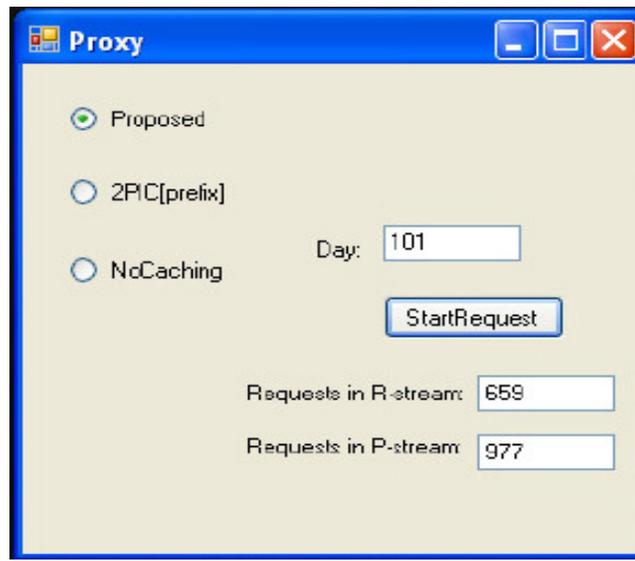 Proxy
Proposed
2PIC[prefix]
Day: 101
NoCaching
StartRequest
Requests in R-stream: 659
Requests in P-stream: 977